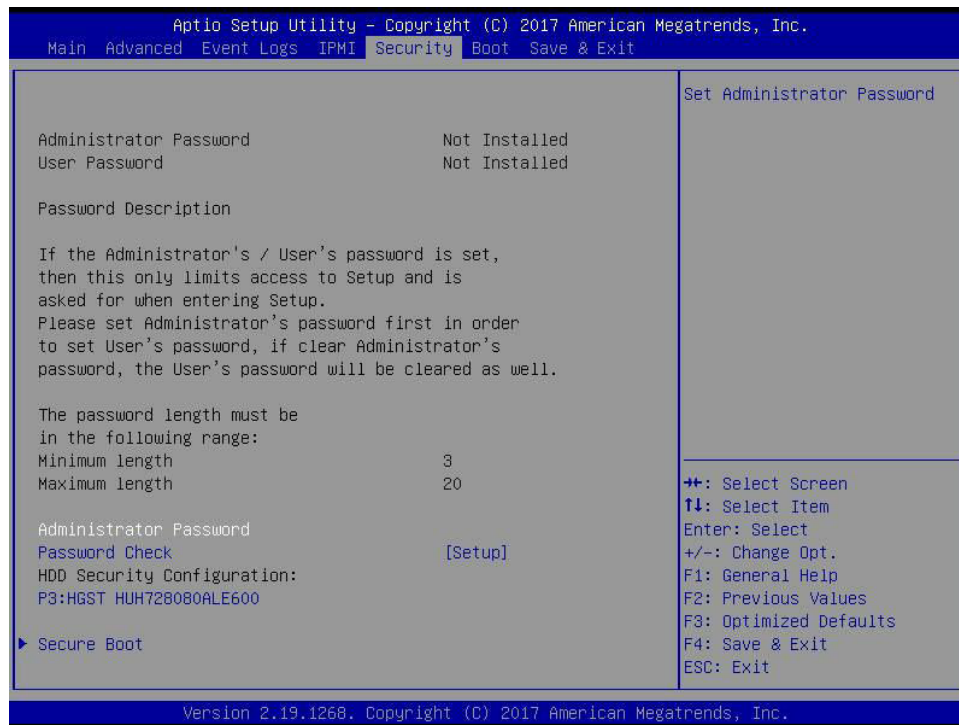 Aptio Setup Utility – Copyright (C) 2017 American Megatrends, Inc.
Main Advanced Event Logs IPMI Security Boot Save & Exit
Administrator Password Not Installed
User Password Not Installed
Password Description
If the Administrator's / User's password is set,
then this only limits access to Setup and is
asked for when entering Setup.
Please set Administrator's password first in order
to set User's password, if clear Administrator's
password, the User's password will be cleared as well.
The password length must be
in the following range:
Minimum length 3
Maximum length 20
Administrator Password
Password Check [Setup]
HDD Security Configuration:
P3:HGST HUH728080ALE600
▶ Secure Boot
Set Administrator Password
→←: Select Screen
↑↓: Select Item
Enter: Select
+/-: Change Opt.
F1: General Help
F2: Previous Values
F3: Optimized Defaults
F4: Save & Exit
ESC: Exit
Version 2.19.1268. Copyright (C) 2017 American Megatrends, Inc.